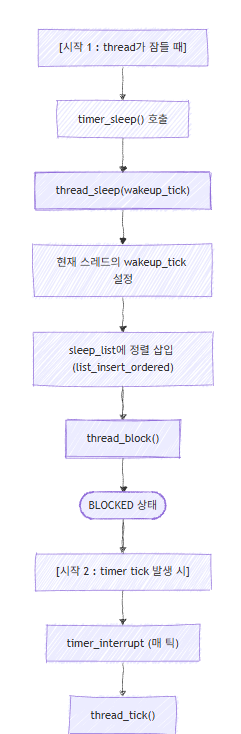 [시작 1 : thread가 잠들 때]
timer_sleep() 호출
thread_sleep(wakeup_tick)
현재 스레드의 wakeup_tick
설정
sleep_list에 정렬 삽입
(list_insert_ordered)
thread_block()
BLOCKED 상태
[시작 2 : timer tick 발생 시]
timer_interrupt (매 틱)
thread_tick()